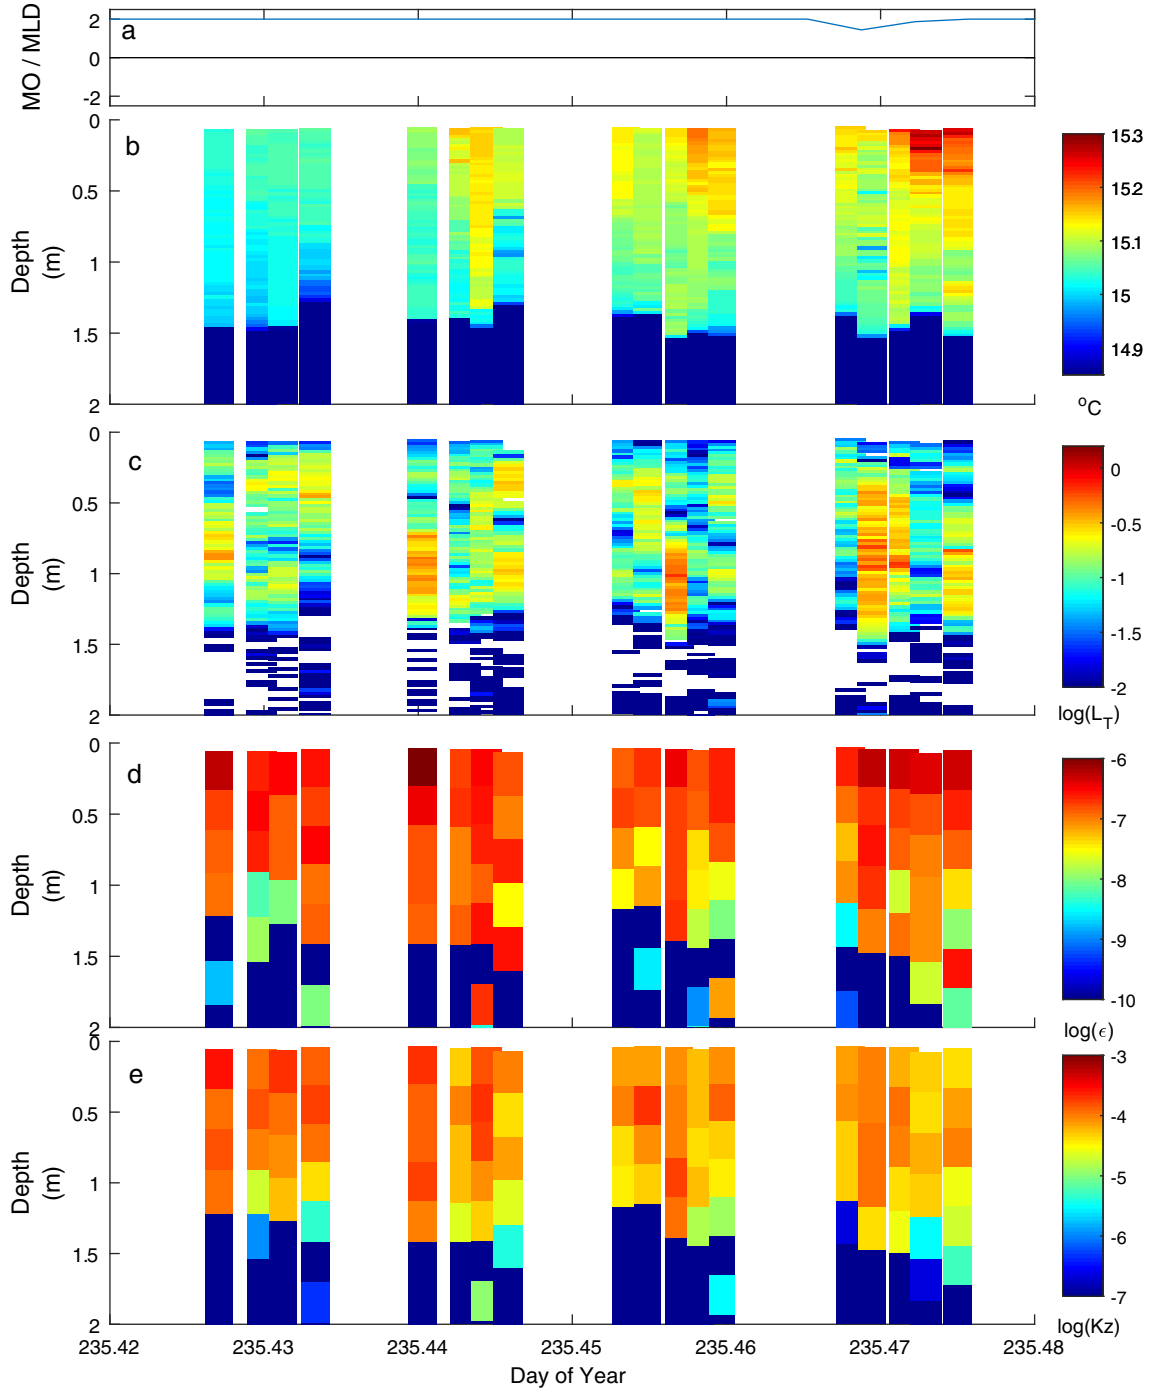 MO / MLD
2
0
-2
a
Depth
(m)
0
0.5
1
1.5
2
b
15.3
15.2
15.1
15
14.9
°C
Depth
(m)
0
0.5
1
1.5
2
c
0
-0.5
-1
-1.5
-2
log(L_T)
Depth
(m)
0
0.5
1
1.5
2
d
-6
-7
-8
-9
-10
log(ϵ)
Depth
(m)
0
0.5
1
1.5
2
e
-3
-4
-5
-6
-7
log(Kz)
235.42 235.43 235.44 235.45 235.46 235.47 235.48
Day of Year